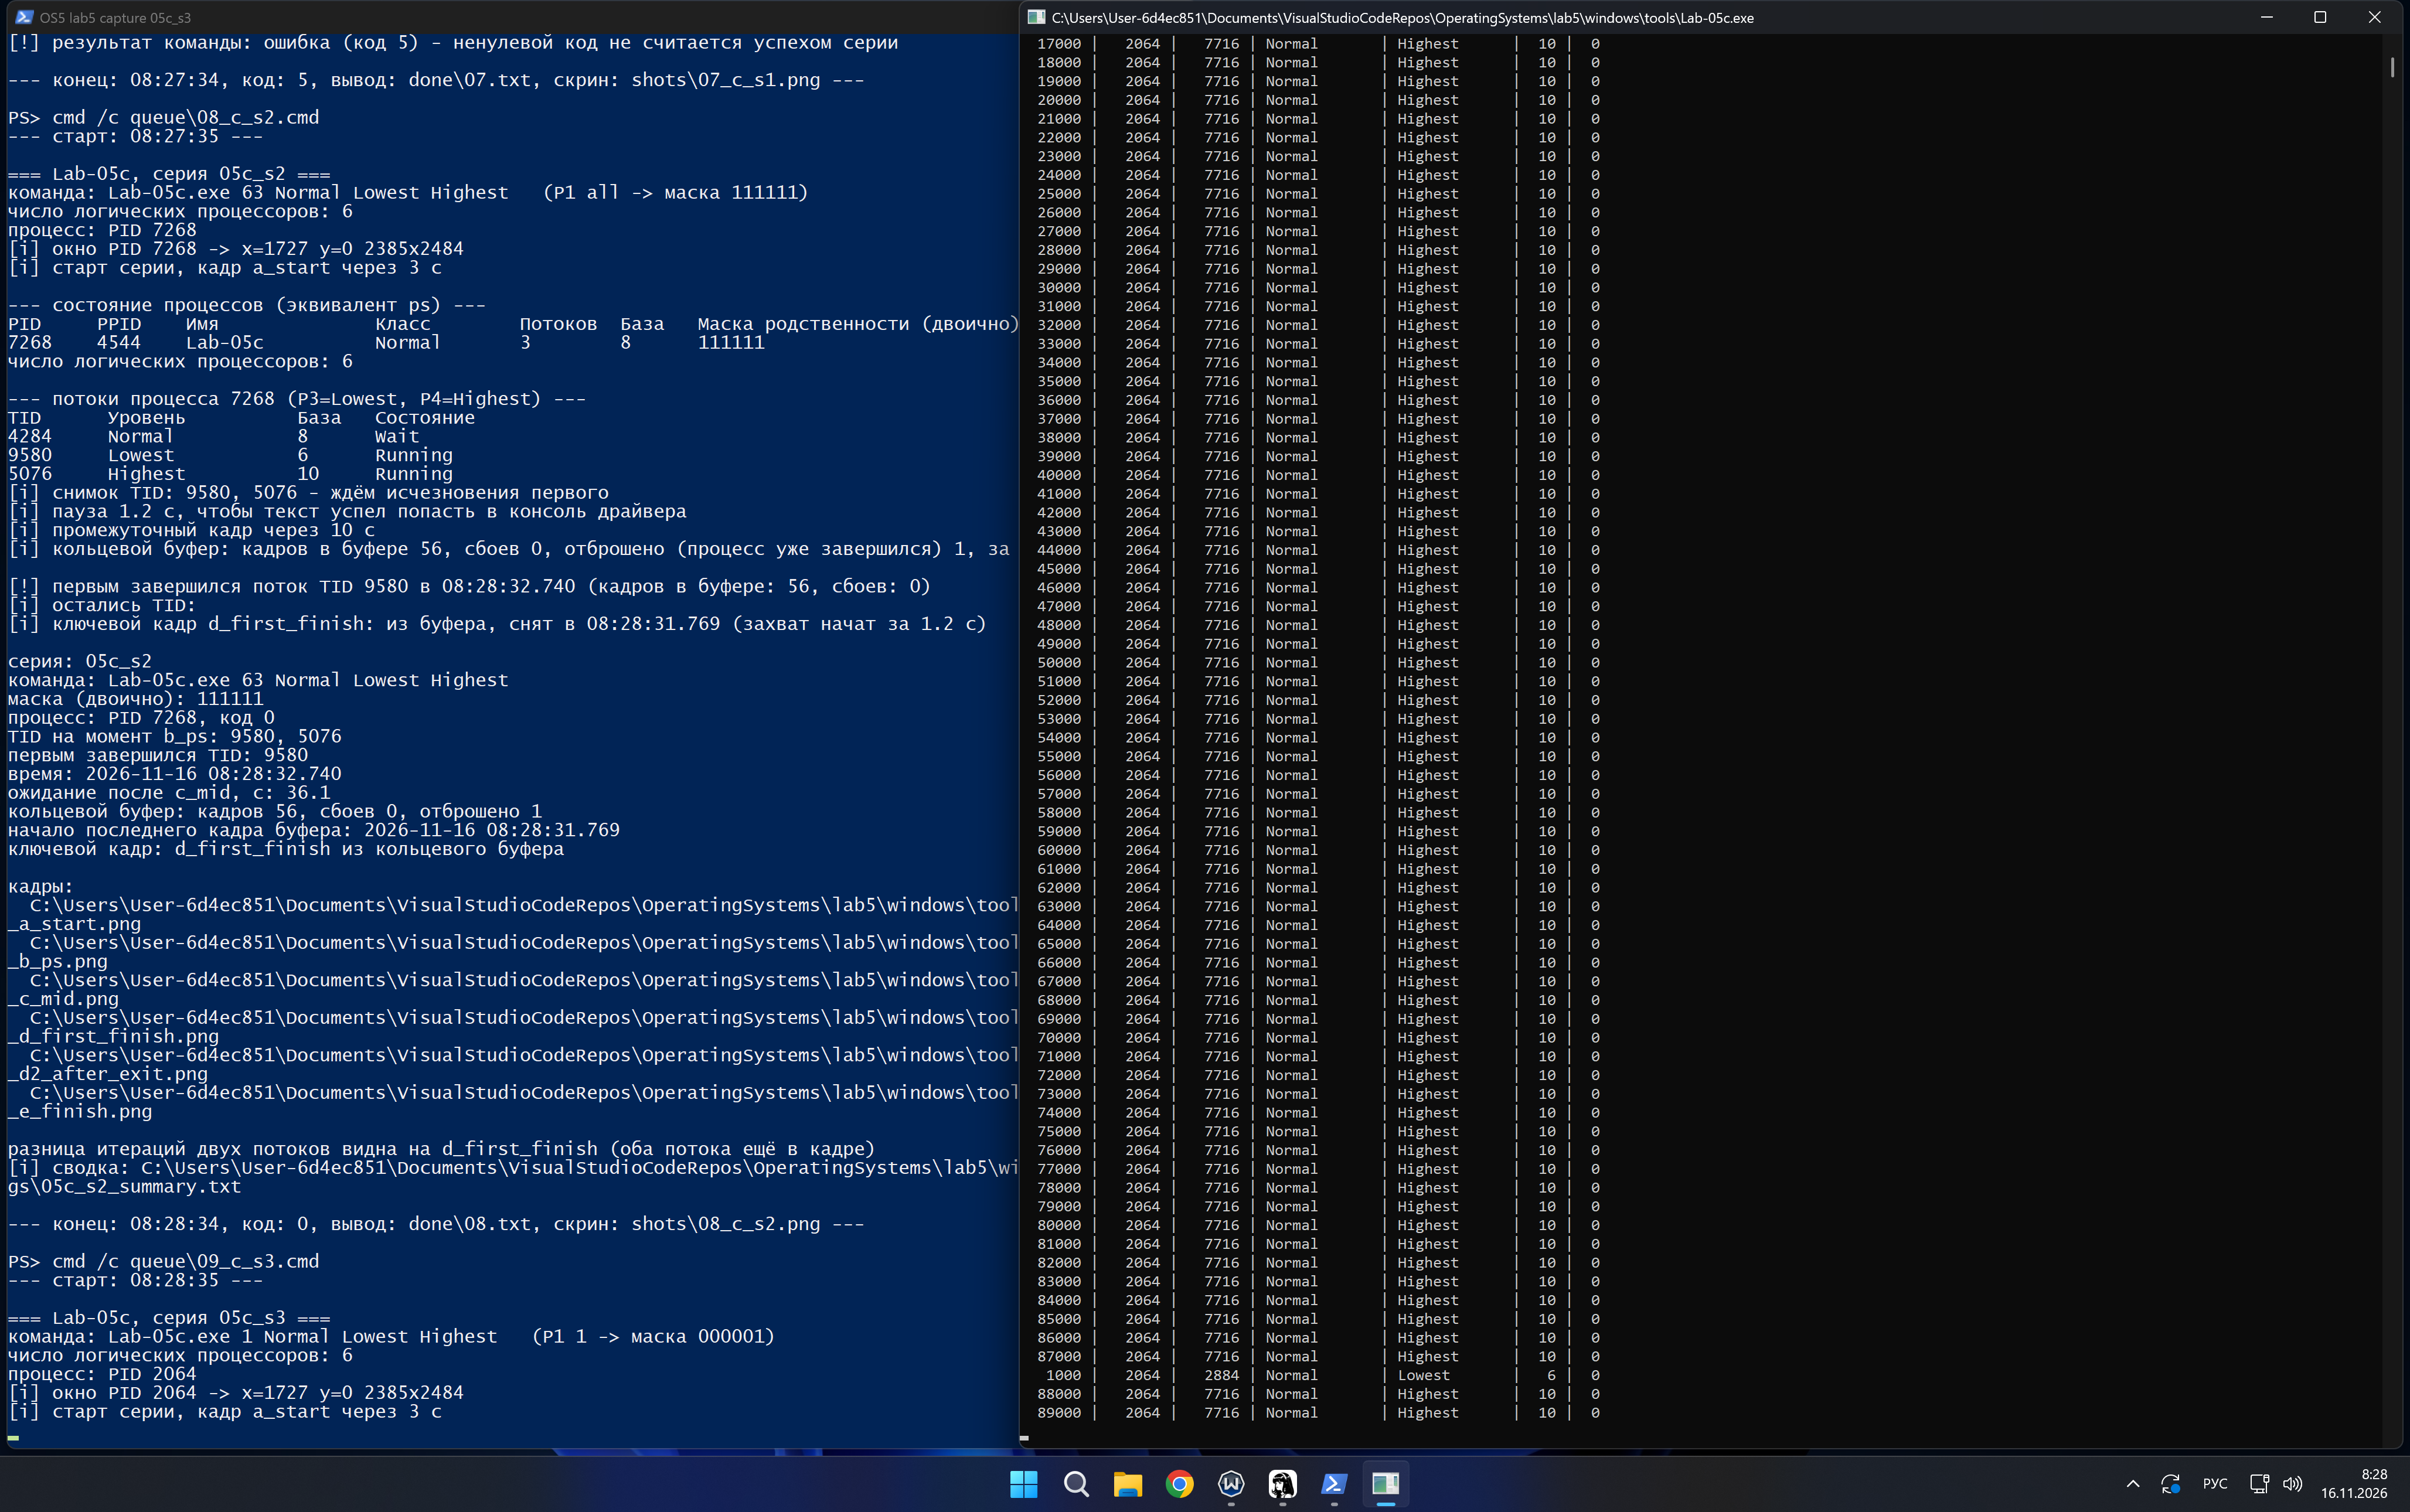 OS5 lab5 capture 05c_s3
[!] результат команды: ошибка (код 5) - ненулевой код не считается успехом серии
--- конец: 08:27:34, код: 5, вывод: done\07.txt, скрин: shots\07_c_s1.png ---
PS> cmd /c queue\08_c_s2.cmd
--- старт: 08:27:35 ---
=== Lab-05c, серия 05c_s2 ===
команда: Lab-05c.exe 63 Normal Lowest Highest   (P1 all -> маска 111111)
число логических процессоров: 6
процесс: PID 7268
[i] окно PID 7268 -> x=1727 y=0 2385x2484
[i] старт серии, кадр a_start через 3 с
--- состояние процессов (эквивалент ps) ---
PID     PPID     Имя     Класс     Потоков     База     Маска родственности (двоично)
7268     4544     Lab-05c     Normal     3     8     111111
число логических процессоров: 6
--- потоки процесса 7268 (P3=Lowest, P4=Highest) ---
TID     Уровень     База     Состояние
4284     Normal     8     Wait
9580     Lowest     6     Running
5076     Highest     10     Running
[i] снимок TID: 9580, 5076 - ждём исчезновения первого
[i] пауза 1.2 с, чтобы текст успел попасть в консоль драйвера
[i] промежуточный кадр через 10 с
[i] кольцевой буфер: кадров в буфере 56, сбоев 0, отброшено (процесс уже завершился) 1, за
[!] первым завершился поток TID 9580 в 08:28:32.740 (кадров в буфере: 56, сбоев: 0)
[i] остались TID:
[i] ключевой кадр d_first_finish: из буфера, снят в 08:28:31.769 (захват начат за 1.2 с)
серия: 05c_s2
команда: Lab-05c.exe 63 Normal Lowest Highest
маска (двоично): 111111
процесс: PID 7268, код 0
TID на момент b_ps: 9580, 5076
первым завершился TID: 9580
время: 2026-11-16 08:28:32.740
ожидание после c_mid, с: 36.1
кольцевой буфер: кадров 56, сбоев 0, отброшено 1
начало последнего кадра буфера: 2026-11-16 08:28:31.769
ключевой кадр: d_first_finish из кольцевого буфера
кадры:
C:\Users\User-6d4ec851\Documents\VisualStudioCodeRepos\OperatingSystems\lab5\windows\tool
_a_start.png
C:\Users\User-6d4ec851\Documents\VisualStudioCodeRepos\OperatingSystems\lab5\windows\tool
_b_ps.png
C:\Users\User-6d4ec851\Documents\VisualStudioCodeRepos\OperatingSystems\lab5\windows\tool
_c_mid.png
C:\Users\User-6d4ec851\Documents\VisualStudioCodeRepos\OperatingSystems\lab5\windows\tool
_d_first_finish.png
C:\Users\User-6d4ec851\Documents\VisualStudioCodeRepos\OperatingSystems\lab5\windows\tool
_d2_after_exit.png
C:\Users\User-6d4ec851\Documents\VisualStudioCodeRepos\OperatingSystems\lab5\windows\tool
_e_finish.png
разница итераций двух потоков видна на d_first_finish (оба потока ещё в кадре)
[i] сводка: C:\Users\User-6d4ec851\Documents\VisualStudioCodeRepos\OperatingSystems\lab5\wi
gs\05c_s2_summary.txt
--- конец: 08:28:34, код: 0, вывод: done\08.txt, скрин: shots\08_c_s2.png ---
PS> cmd /c queue\09_c_s3.cmd
--- старт: 08:28:35 ---
=== Lab-05c, серия 05c_s3 ===
команда: Lab-05c.exe 1 Normal Lowest Highest   (P1 1 -> маска 000001)
число логических процессоров: 6
процесс: PID 2064
[i] окно PID 2064 -> x=1727 y=0 2385x2484
[i] старт серии, кадр a_start через 3 с
C:\Users\User-6d4ec851\Documents\VisualStudioCodeRepos\OperatingSystems\lab5\windows\tools\Lab-05c.exe
17000 | 2064 | 7716 | Normal | Highest | 10 | 0
18000 | 2064 | 7716 | Normal | Highest | 10 | 0
19000 | 2064 | 7716 | Normal | Highest | 10 | 0
20000 | 2064 | 7716 | Normal | Highest | 10 | 0
21000 | 2064 | 7716 | Normal | Highest | 10 | 0
22000 | 2064 | 7716 | Normal | Highest | 10 | 0
23000 | 2064 | 7716 | Normal | Highest | 10 | 0
24000 | 2064 | 7716 | Normal | Highest | 10 | 0
25000 | 2064 | 7716 | Normal | Highest | 10 | 0
26000 | 2064 | 7716 | Normal | Highest | 10 | 0
27000 | 2064 | 7716 | Normal | Highest | 10 | 0
28000 | 2064 | 7716 | Normal | Highest | 10 | 0
29000 | 2064 | 7716 | Normal | Highest | 10 | 0
30000 | 2064 | 7716 | Normal | Highest | 10 | 0
31000 | 2064 | 7716 | Normal | Highest | 10 | 0
32000 | 2064 | 7716 | Normal | Highest | 10 | 0
33000 | 2064 | 7716 | Normal | Highest | 10 | 0
34000 | 2064 | 7716 | Normal | Highest | 10 | 0
35000 | 2064 | 7716 | Normal | Highest | 10 | 0
36000 | 2064 | 7716 | Normal | Highest | 10 | 0
37000 | 2064 | 7716 | Normal | Highest | 10 | 0
38000 | 2064 | 7716 | Normal | Highest | 10 | 0
39000 | 2064 | 7716 | Normal | Highest | 10 | 0
40000 | 2064 | 7716 | Normal | Highest | 10 | 0
41000 | 2064 | 7716 | Normal | Highest | 10 | 0
42000 | 2064 | 7716 | Normal | Highest | 10 | 0
43000 | 2064 | 7716 | Normal | Highest | 10 | 0
44000 | 2064 | 7716 | Normal | Highest | 10 | 0
45000 | 2064 | 7716 | Normal | Highest | 10 | 0
46000 | 2064 | 7716 | Normal | Highest | 10 | 0
47000 | 2064 | 7716 | Normal | Highest | 10 | 0
48000 | 2064 | 7716 | Normal | Highest | 10 | 0
49000 | 2064 | 7716 | Normal | Highest | 10 | 0
50000 | 2064 | 7716 | Normal | Highest | 10 | 0
51000 | 2064 | 7716 | Normal | Highest | 10 | 0
52000 | 2064 | 7716 | Normal | Highest | 10 | 0
53000 | 2064 | 7716 | Normal | Highest | 10 | 0
54000 | 2064 | 7716 | Normal | Highest | 10 | 0
55000 | 2064 | 7716 | Normal | Highest | 10 | 0
56000 | 2064 | 7716 | Normal | Highest | 10 | 0
57000 | 2064 | 7716 | Normal | Highest | 10 | 0
58000 | 2064 | 7716 | Normal | Highest | 10 | 0
59000 | 2064 | 7716 | Normal | Highest | 10 | 0
60000 | 2064 | 7716 | Normal | Highest | 10 | 0
61000 | 2064 | 7716 | Normal | Highest | 10 | 0
62000 | 2064 | 7716 | Normal | Highest | 10 | 0
63000 | 2064 | 7716 | Normal | Highest | 10 | 0
64000 | 2064 | 7716 | Normal | Highest | 10 | 0
65000 | 2064 | 7716 | Normal | Highest | 10 | 0
66000 | 2064 | 7716 | Normal | Highest | 10 | 0
67000 | 2064 | 7716 | Normal | Highest | 10 | 0
68000 | 2064 | 7716 | Normal | Highest | 10 | 0
69000 | 2064 | 7716 | Normal | Highest | 10 | 0
70000 | 2064 | 7716 | Normal | Highest | 10 | 0
71000 | 2064 | 7716 | Normal | Highest | 10 | 0
72000 | 2064 | 7716 | Normal | Highest | 10 | 0
73000 | 2064 | 7716 | Normal | Highest | 10 | 0
74000 | 2064 | 7716 | Normal | Highest | 10 | 0
75000 | 2064 | 7716 | Normal | Highest | 10 | 0
76000 | 2064 | 7716 | Normal | Highest | 10 | 0
77000 | 2064 | 7716 | Normal | Highest | 10 | 0
78000 | 2064 | 7716 | Normal | Highest | 10 | 0
79000 | 2064 | 7716 | Normal | Highest | 10 | 0
80000 | 2064 | 7716 | Normal | Highest | 10 | 0
81000 | 2064 | 7716 | Normal | Highest | 10 | 0
82000 | 2064 | 7716 | Normal | Highest | 10 | 0
83000 | 2064 | 7716 | Normal | Highest | 10 | 0
84000 | 2064 | 7716 | Normal | Highest | 10 | 0
85000 | 2064 | 7716 | Normal | Highest | 10 | 0
86000 | 2064 | 7716 | Normal | Highest | 10 | 0
87000 | 2064 | 7716 | Normal | Highest | 10 | 0
1000 | 2064 | 2884 | Normal | Lowest | 6 | 0
88000 | 2064 | 7716 | Normal | Highest | 10 | 0
89000 | 2064 | 7716 | Normal | Highest | 10 | 0
РУС
8:28
16.11.2026